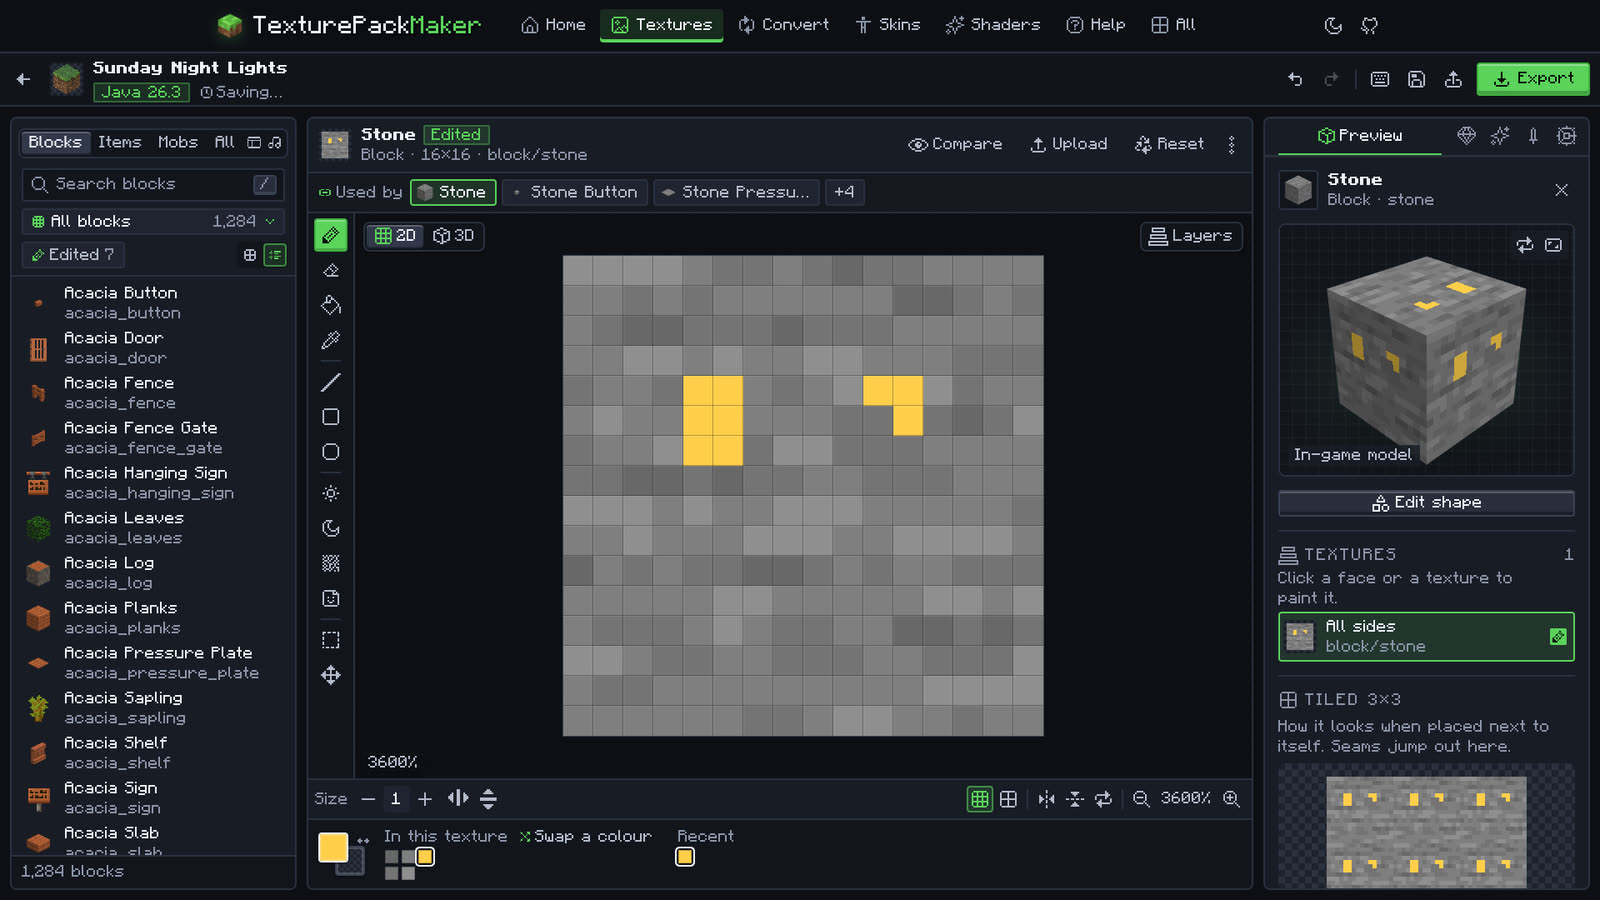 TexturePackMaker
Home
Textures
Convert
Skins
Shaders
Help
All
Sunday Night Lights
Java 26.3
Saving...
Export
Blocks
Items
Mobs
All
Search blocks
/
All blocks
1,284
Edited 7
Acacia Button
acacia_button
Acacia Door
acacia_door
Acacia Fence
acacia_fence
Acacia Fence Gate
acacia_fence_gate
Acacia Hanging Sign
acacia_hanging_sign
Acacia Leaves
acacia_leaves
Acacia Log
acacia_log
Acacia Planks
acacia_planks
Acacia Pressure Plate
acacia_pressure_plate
Acacia Sapling
acacia_sapling
Acacia Shelf
acacia_shelf
Acacia Sign
acacia_sign
Acacia Slab
acacia_slab
1,284 blocks
Stone
Edited
Block · 16×16 · block/stone
Compare
Upload
Reset
Used by
Stone
Stone Button
Stone Pressu...
+4
2D
3D
Layers
3600%
Size
1
3600%
In this texture
Swap a colour
Recent
Preview
Stone
Block · stone
In-game model
Edit shape
TEXTURES
1
Click a face or a texture to
paint it.
All sides
block/stone
TILED 3×3
How it looks when placed next to
itself. Seams jump out here.